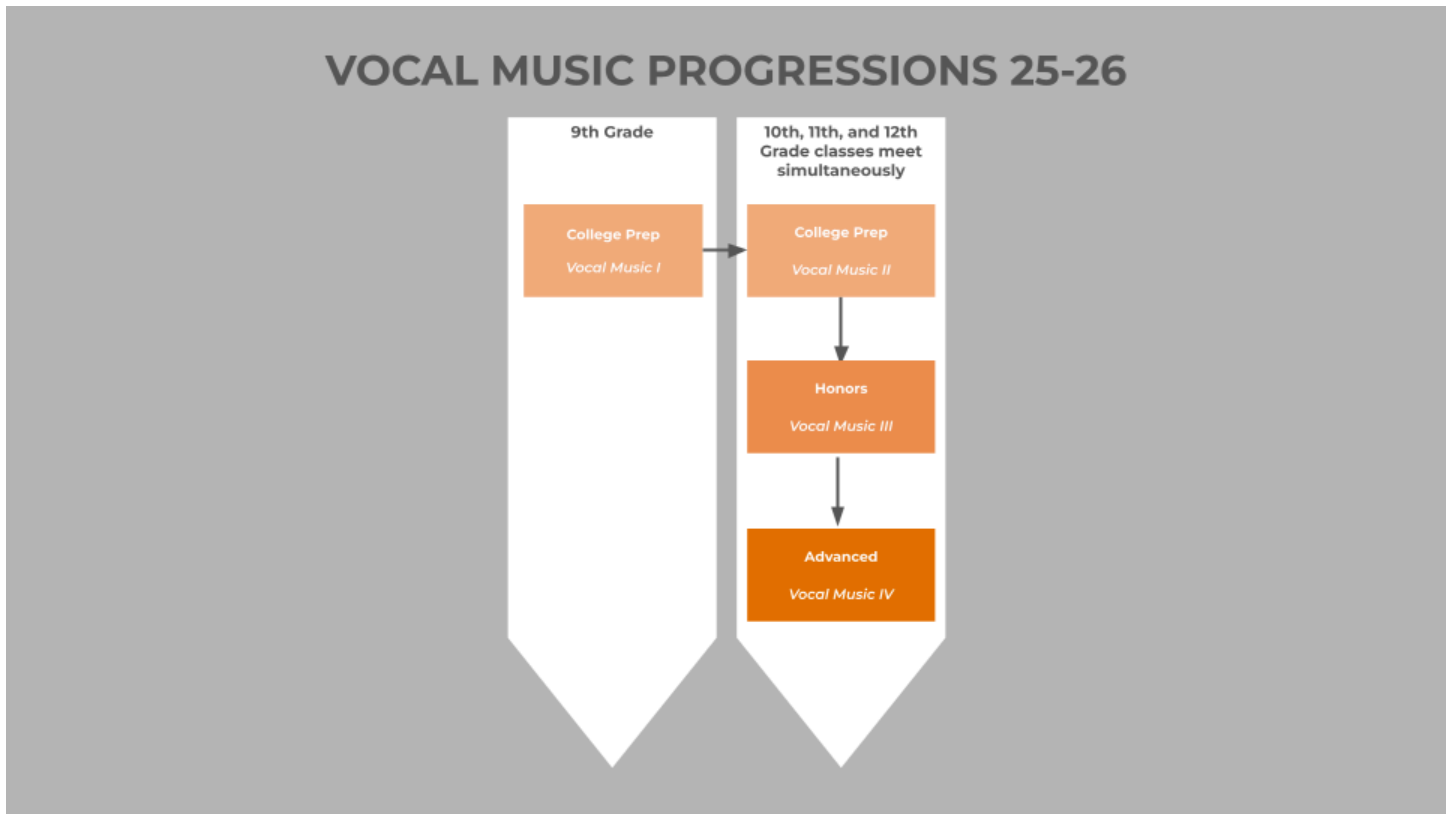 VOCAL MUSIC PROGRESSIONS 25-26
9th Grade
College Prep
Vocal Music I
10th, 11th, and 12th
Grade classes meet
simultaneously
College Prep
Vocal Music II
Honors
Vocal Music III
Advanced
Vocal Music IV